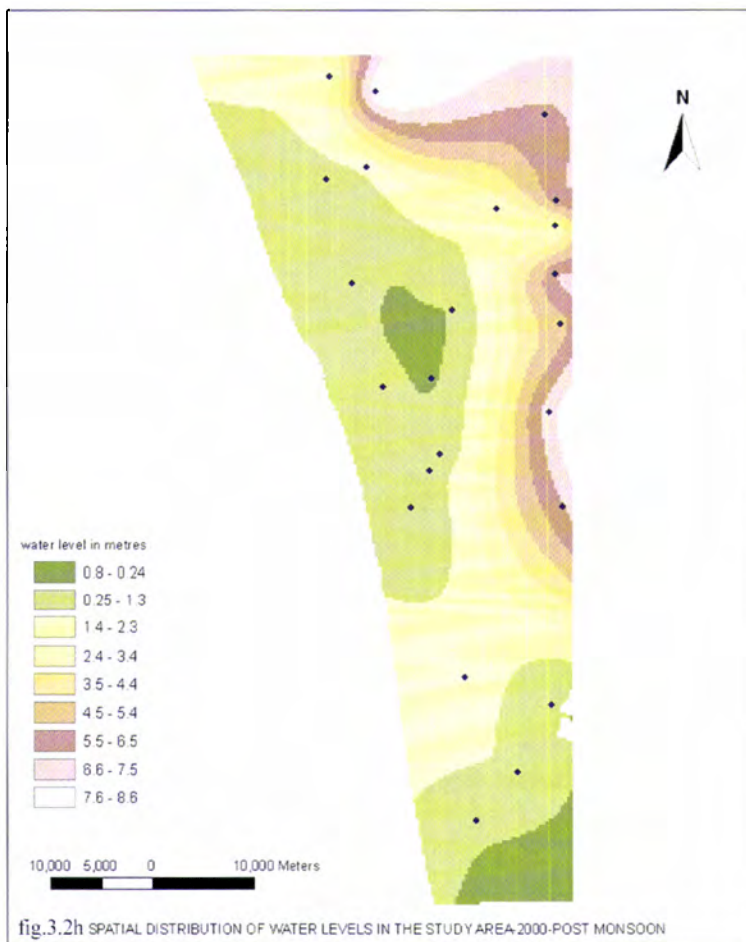 N
water level in metres
0.8 - 0.24
0.25 - 1.3
1.4 - 2.3
2.4 - 3.4
3.5 - 4.4
4.5 - 5.4
5.5 - 6.5
6.6 - 7.5
7.6 - 8.6
10,000 5,000 0 10,000 Meters
fig.3.2h SPATIAL DISTRIBUTION OF WATER LEVELS IN THE STUDY AREA-2000-POST MONSOON